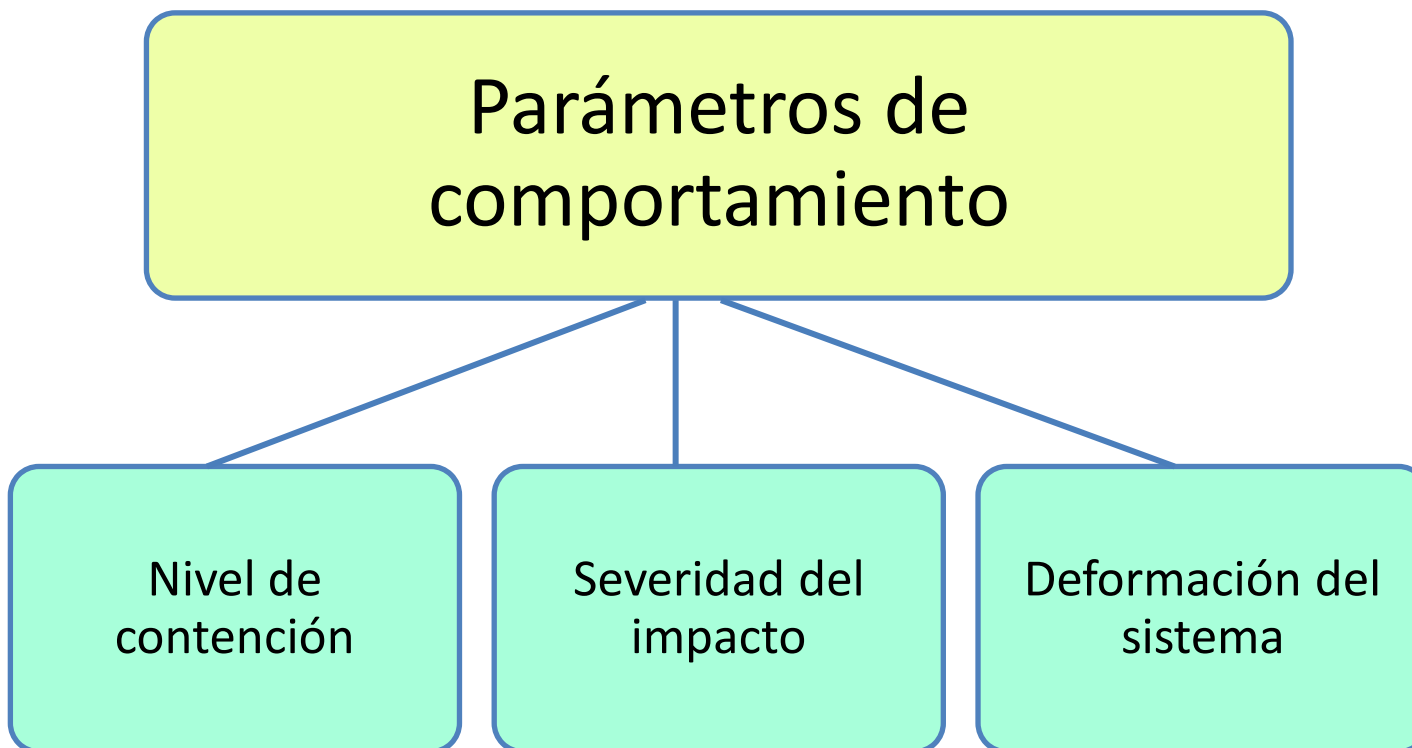 Parámetros de
comportamiento
Nivel de
contención
Severidad del
impacto
Deformación del
sistema